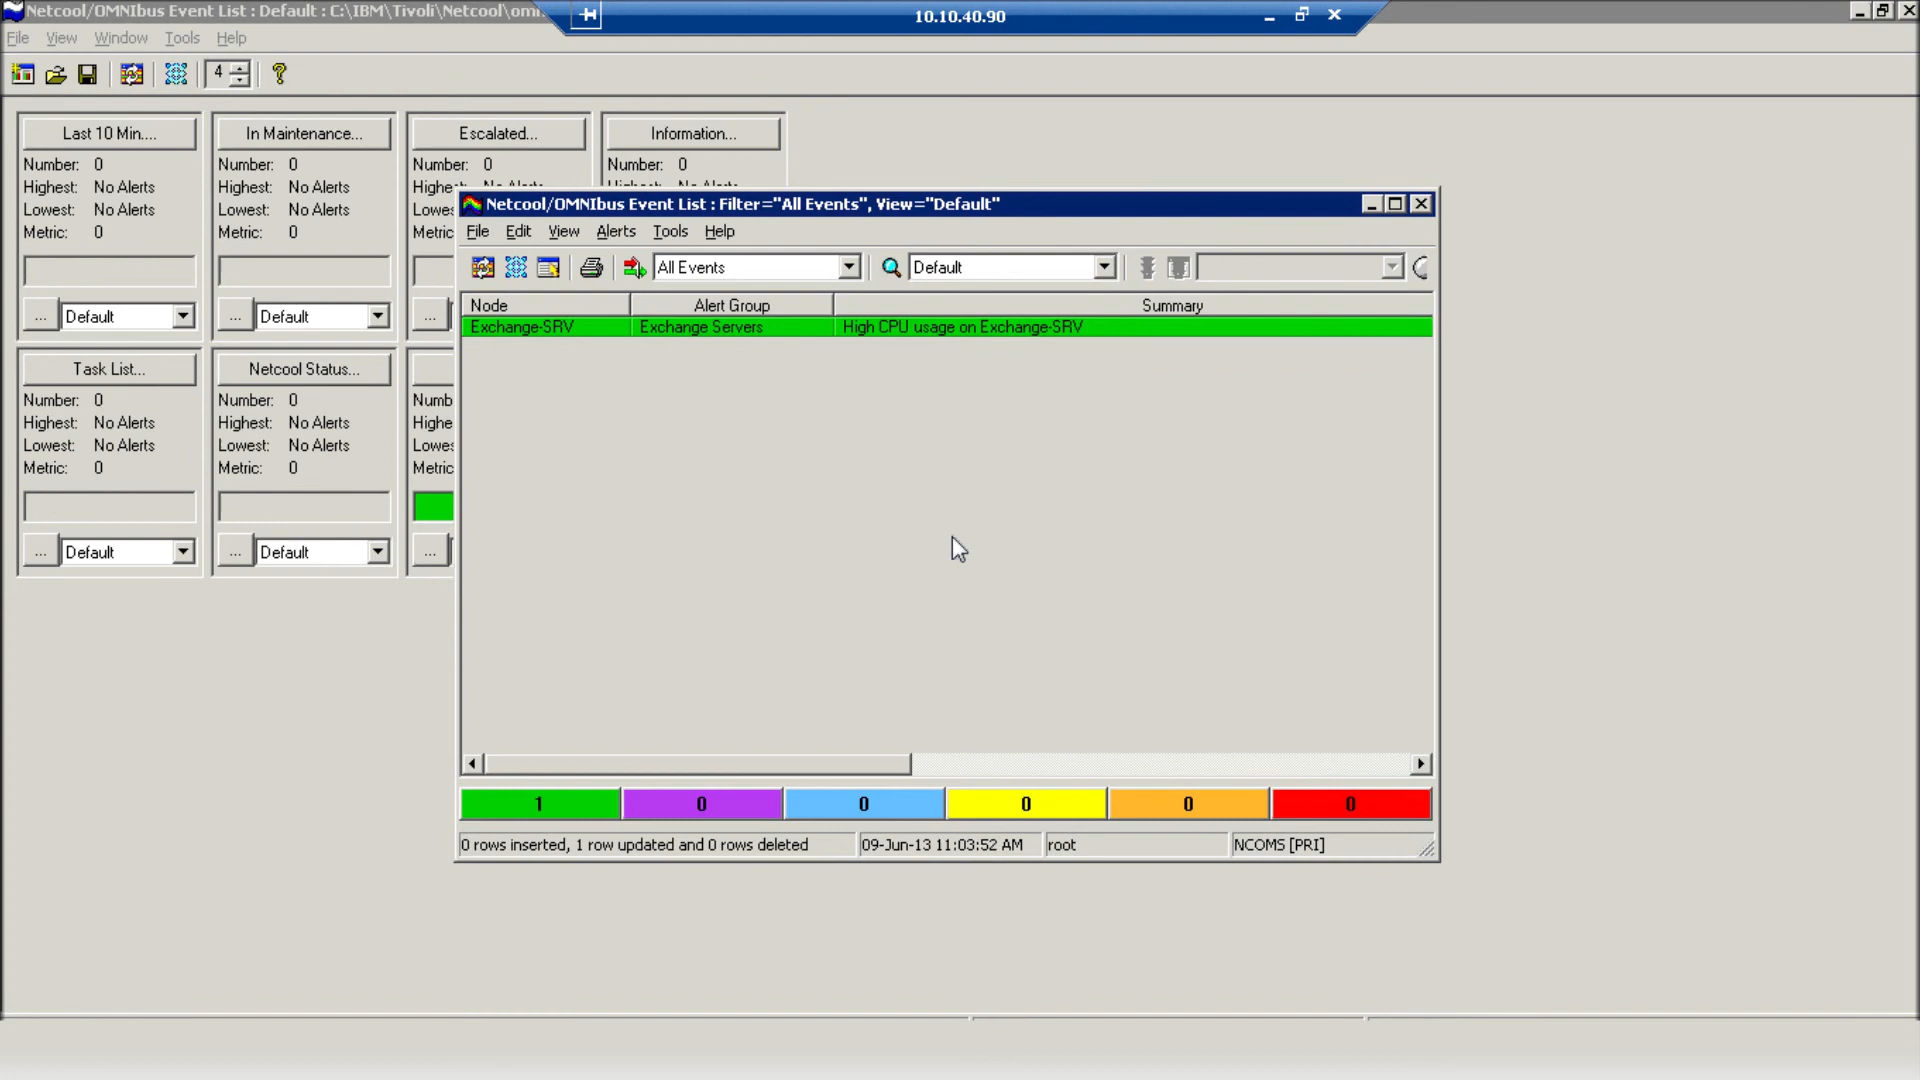 Netcool/OMNIbus Event List : Default : C:\IBM\Tivoli\Netcool\omn
10.10.40.90
File View Window Tools Help
4
Last 10 Min.... In Maintenance... Escalated... Information...
Number: 0 Number: 0 Number: 0 Number: 0
Highest: No Alerts Highest: No Alerts
Lowest: No Alerts Lowest: No Alerts Lowe
Metric: 0 Metric: 0 Metric
... Default ... Default ...
Task List... Netcool Status...
Number: 0 Number: 0 Numb
Highest: No Alerts Highest: No Alerts Highe
Lowest: No Alerts Lowest: No Alerts Lowe
Metric: 0 Metric: 0 Metric
... Default ... Default ...
Netcool/OMNIbus Event List : Filter="All Events", View="Default"
File Edit View Alerts Tools Help
All Events Default
Node Alert Group Summary
Exchange-SRV Exchange Servers High CPU usage on Exchange-SRV
1 0 0 0 0 0
0 rows inserted, 1 row updated and 0 rows deleted 09-Jun-13 11:03:52 AM root NCOMS [PRI]